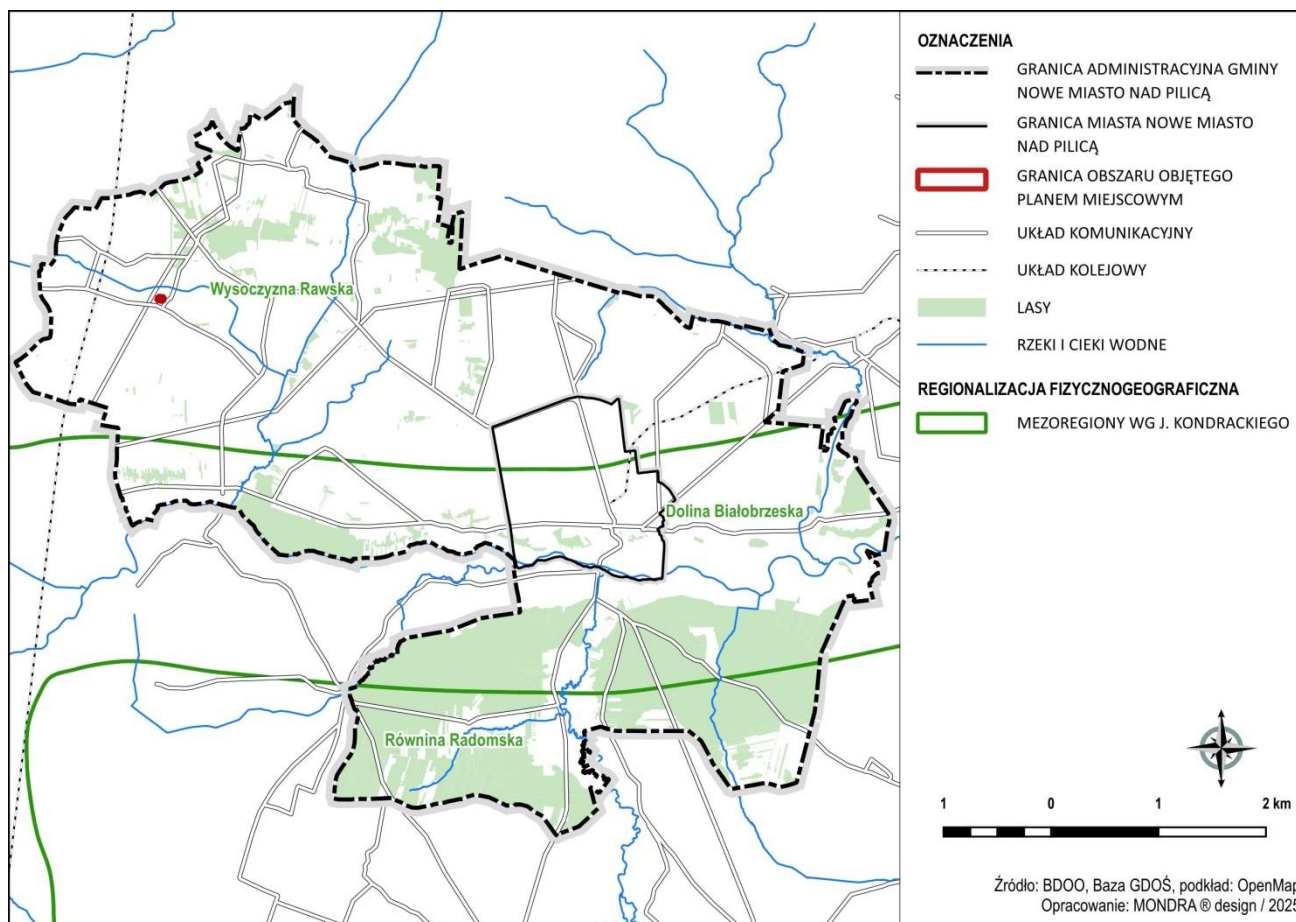 Wysoczyzna Rawska
Dolina Białobrzeska
Równina Radomska
OZNACZENIA
GRANICA ADMINISTRACYJNA GMINY
NOWE MIASTO NAD PILICĄ
GRANICA MIASTA NOWE MIASTO
NAD PILICĄ
GRANICA OBSZARU OBJĘTEGO
PLANEM MIEJSCOWYM
UKŁAD KOMUNIKACYJNY
UKŁAD KOLEJOWY
LASY
RZEKI I CIEKI WODNE
REGIONALIZACJA FIZYCZNOGEOGRAFICZNA
MEZOREGIONY WG J. KONDRACKIEGO
1 0 1 2 km
Źródło: BDOO, Baza GDOŚ, podkład: OpenMap
Opracowanie: MONDRA ® design / 2025